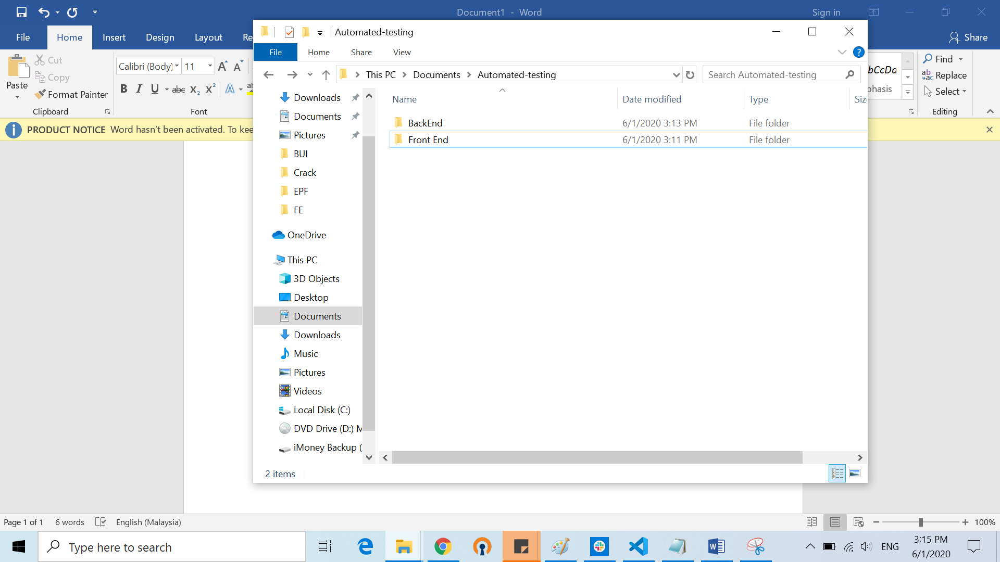 Document1 - Word
Sign in
File Home Insert Design Layout Re
Share
Automated-testing
File Home Share View
?
This PC Documents Automated-testing
Search Automated-testing
Paste
Cut
Copy
Format Painter
Clipboard
Calibri (Body) 11
B I U abc X₂ X² A ab
Font
bCcDd
phasis
Find
Replace
Select
Editing
PRODUCT NOTICE Word hasn't been activated. To kee
Downloads
Documents
Pictures
BUI
Crack
EPF
FE
OneDrive
This PC
3D Objects
Desktop
Documents
Downloads
Music
Pictures
Videos
Local Disk (C:)
DVD Drive (D:) M
iMoney Backup (
Name Date modified Type Siz
BackEnd 6/1/2020 3:13 PM File folder
Front End 6/1/2020 3:11 PM File folder
2 items
Page 1 of 1 6 words English (Malaysia) 100%
Type here to search
ENG
3:15 PM
6/1/2020